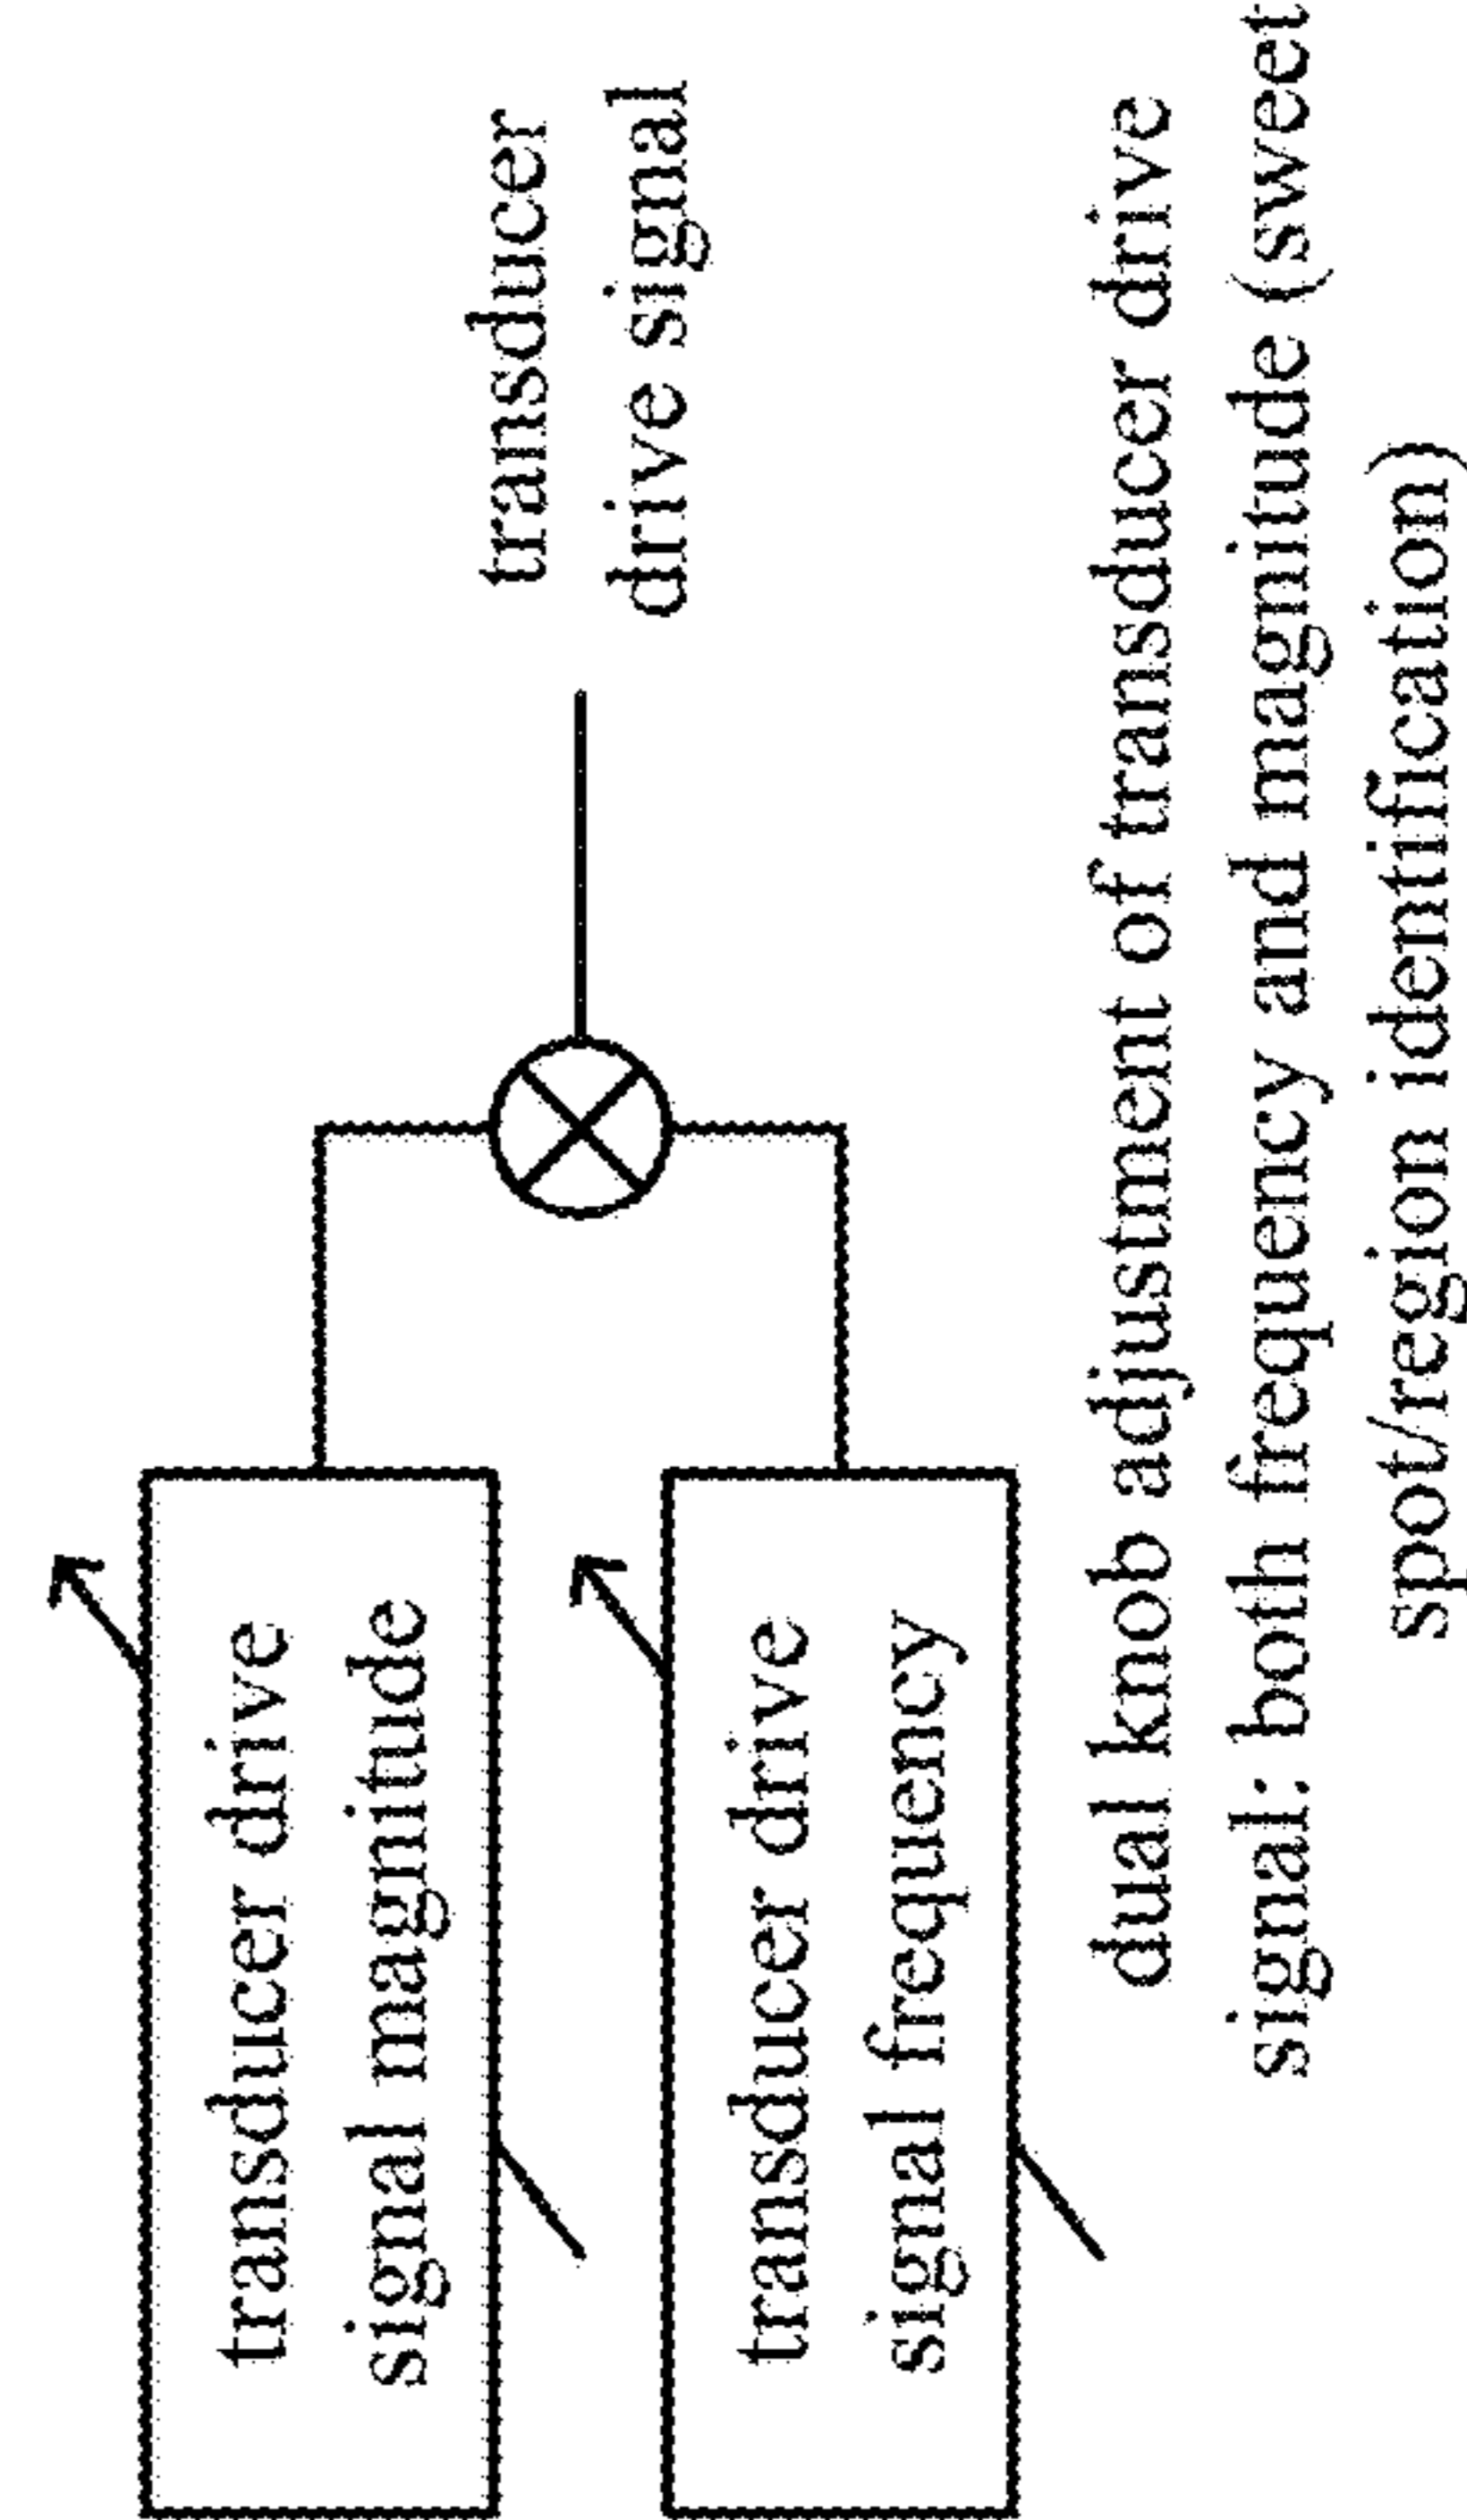 transducer drive
signal magnitude
transducer drive
signal frequency
transducer
drive signal
dual knob adjustment of transducer drive
signal: both frequency and magnitude (sweet
spot/region identification)